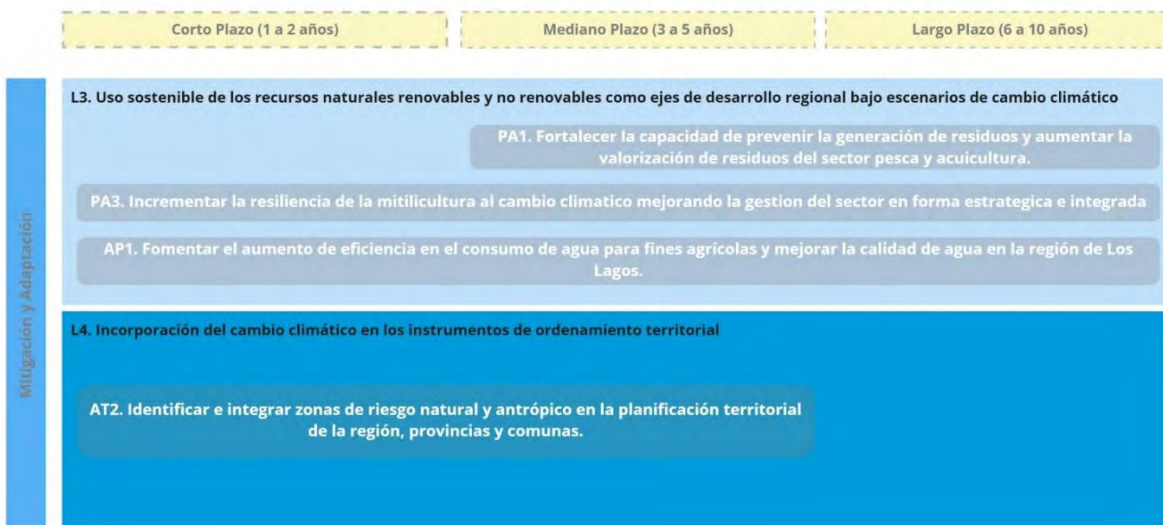 Corto Plazo (1 a 2 años)
Mediano Plazo (3 a 5 años)
Largo Plazo (6 a 10 años)
Mitigación y Adaptación
L3. Uso sostenible de los recursos naturales renovables y no renovables como ejes de desarrollo regional bajo escenarios de cambio climático
PA1. Fortalecer la capacidad de prevenir la generación de residuos y aumentar la
valorización de residuos del sector pesca y acuicultura.
PA3. Incrementar la resiliencia de la mitilicultura al cambio climatico mejorando la gestion del sector en forma estrategica e integrada
AP1. Fomentar el aumento de eficiencia en el consumo de agua para fines agrícolas y mejorar la calidad de agua en la región de Los
Lagos.
L4. Incorporación del cambio climático en los instrumentos de ordenamiento territorial
AT2. Identificar e integrar zonas de riesgo natural y antrópico en la planificación territorial
de la región, provincias y comunas.